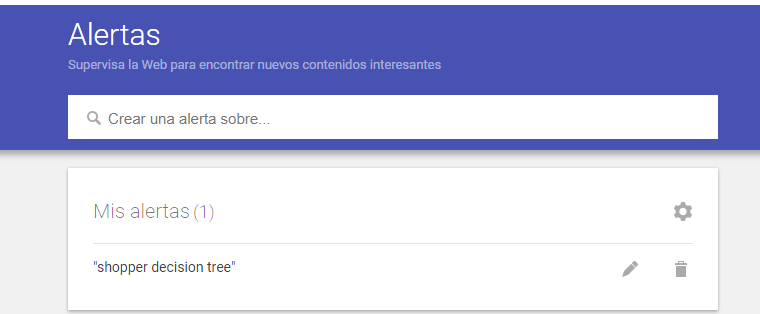 Alertas
Supervisa la Web para encontrar nuevos contenidos interesantes
Crear una alerta sobre...
Mis alertas (1)
"shopper decision tree"